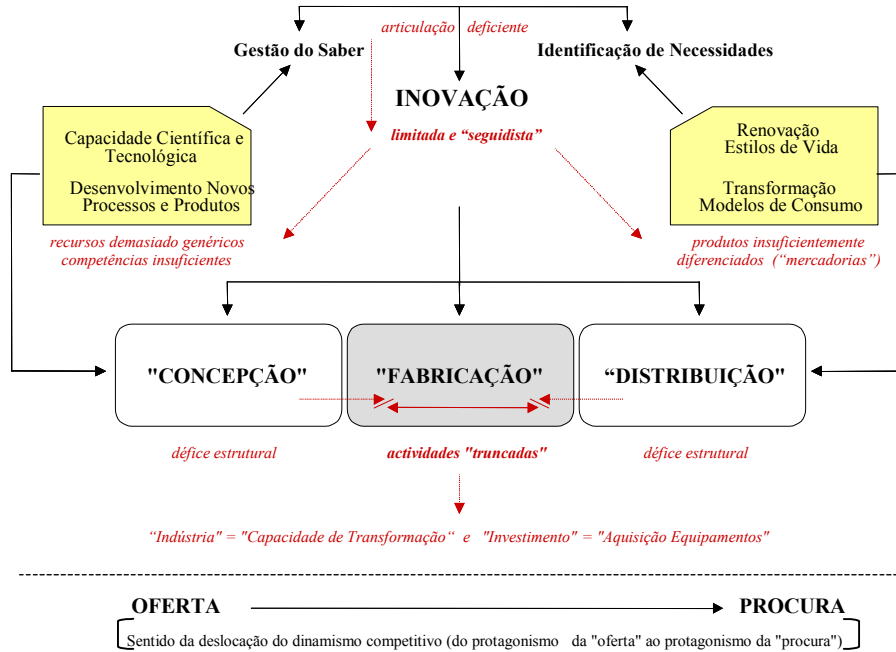 articulação deficiente
Gestão do Saber
Identificação de Necessidades
INOVAÇÃO
limitada e “seguidista”
Capacidade Científica e
Tecnológica
Desenvolvimento Novos
Processos e Produtos
Renovação
Estilos de Vida
Transformação
Modelos de Consumo
recursos demasiado genéricos
competências insuficientes
produtos insuficientemente
diferenciados (“mercadorias”)
"CONCEPÇÃO"
"FABRICAÇÃO"
“DISTRIBUIÇÃO"
défice estrutural
actividades "truncadas"
défice estrutural
“Indústria" = "Capacidade de Transformação“ e "Investimento" = "Aquisição Equipamentos"
OFERTA
PROCURA
Sentido da deslocação do dinamismo competitivo (do protagonismo da "oferta" ao protagonismo da "procura")